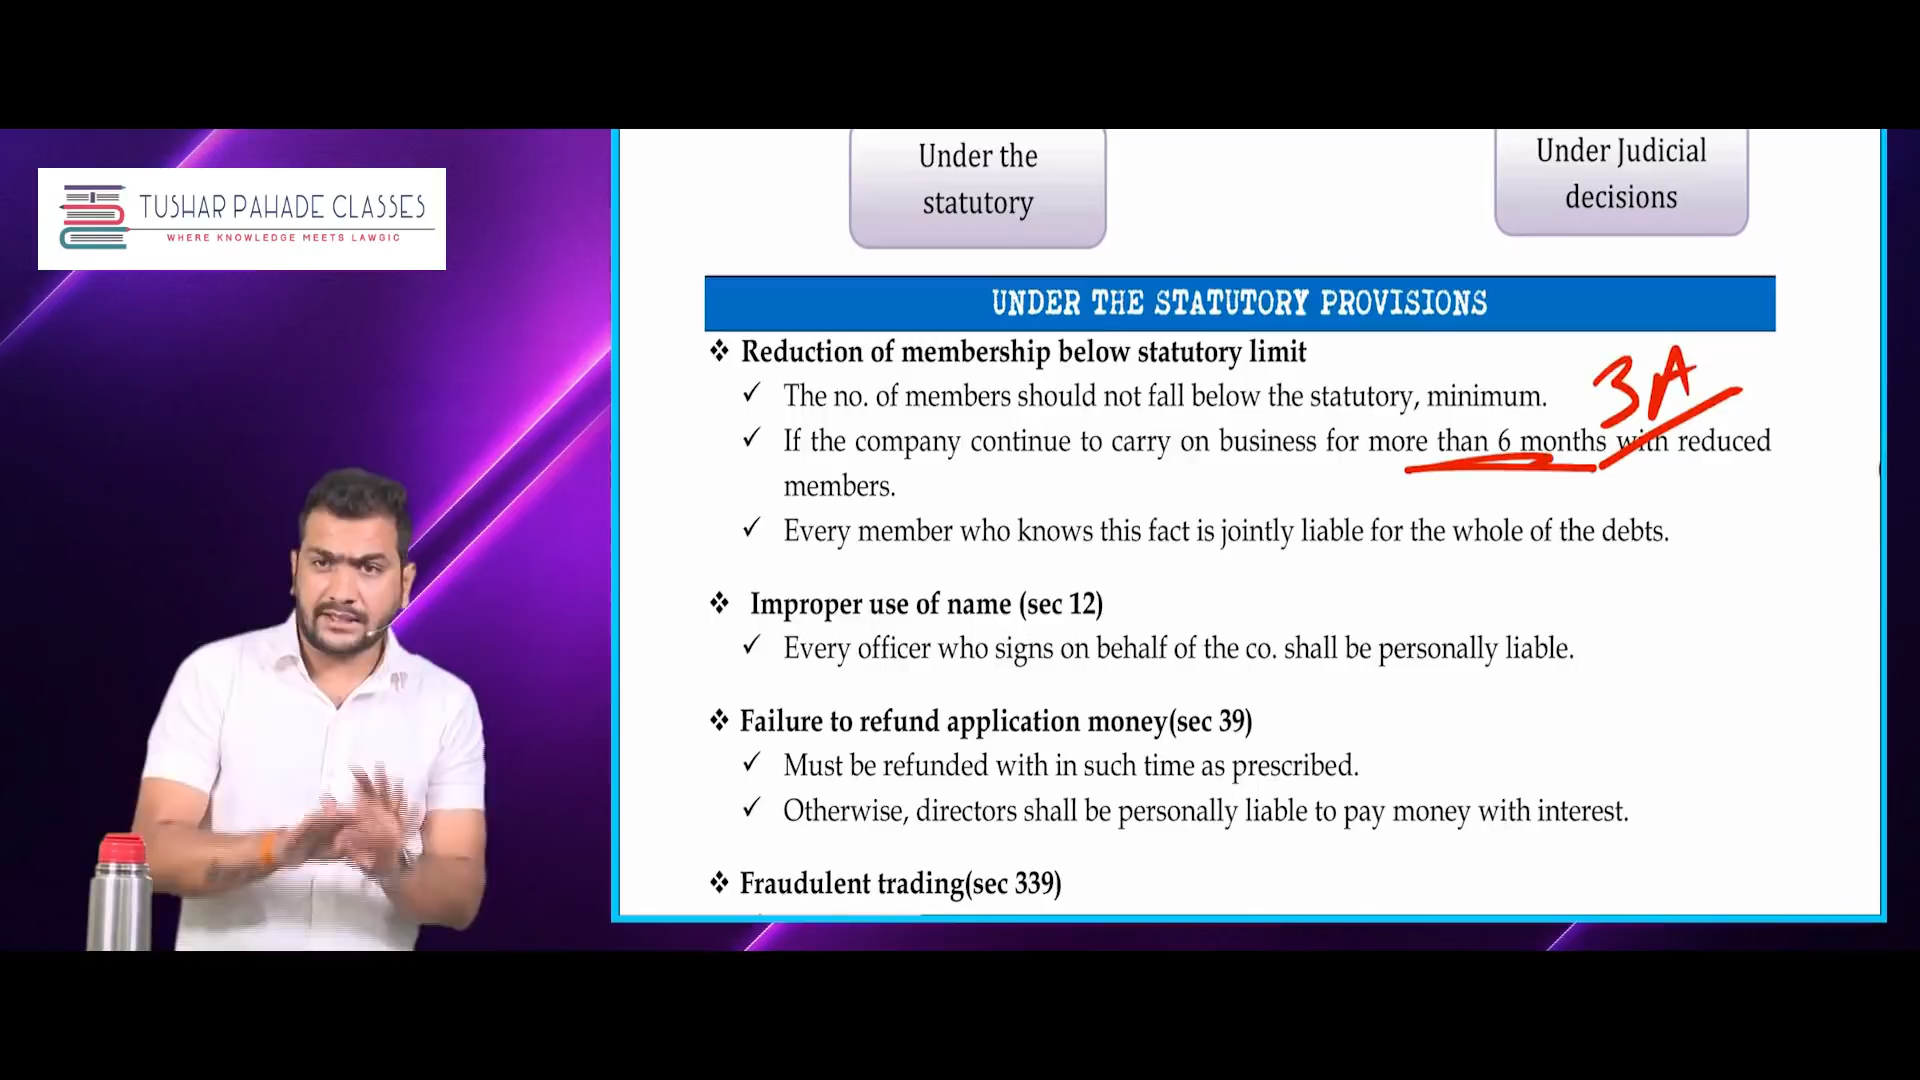 TUSHAR PAHADE CLASSES
WHERE KNOWLEDGE MEETS LAWGIC
Under the
statutory
Under Judicial
decisions
UNDER THE STATUTORY PROVISIONS
❖ Reduction of membership below statutory limit
3A
✓ The no. of members should not fall below the statutory, minimum.
✓ If the company continue to carry on business for more than 6 months with reduced
members.
✓ Every member who knows this fact is jointly liable for the whole of the debts.
❖ Improper use of name (sec 12)
✓ Every officer who signs on behalf of the co. shall be personally liable.
❖ Failure to refund application money(sec 39)
✓ Must be refunded with in such time as prescribed.
✓ Otherwise, directors shall be personally liable to pay money with interest.
❖ Fraudulent trading(sec 339)